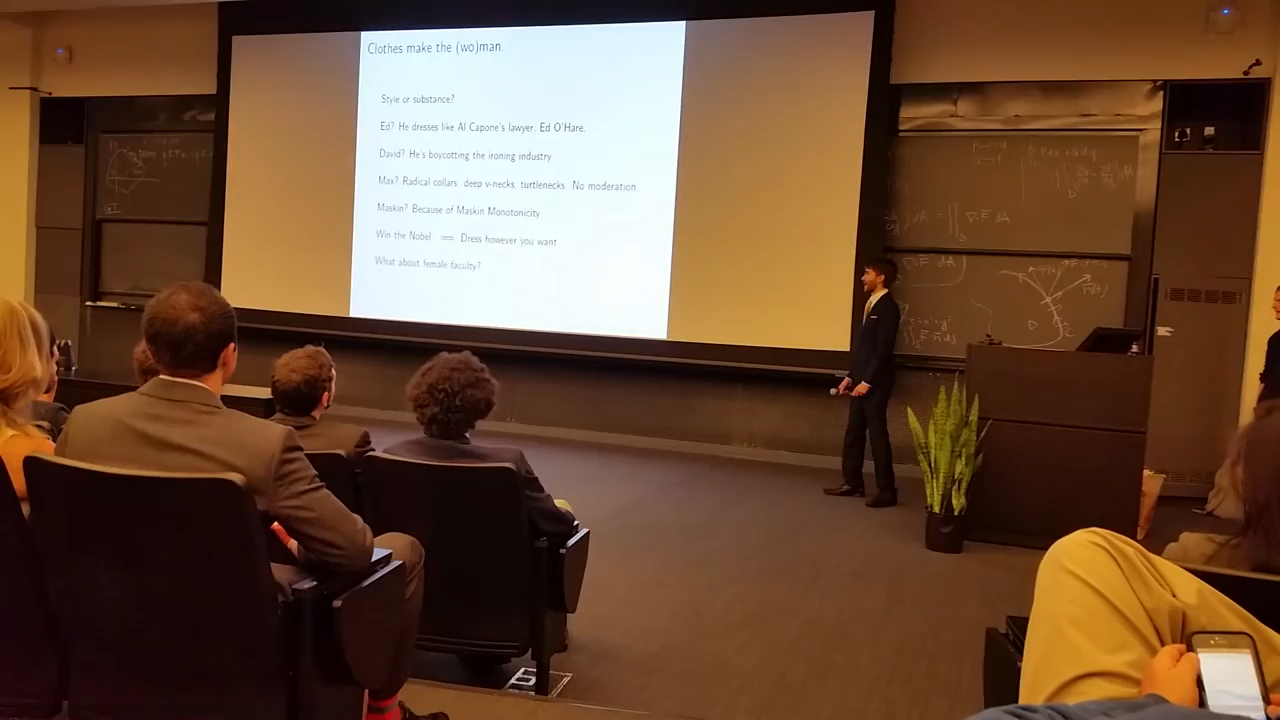 Clothes make the (wo)man.
Style or substance?
Ed? He dresses like Al Capone's lawyer, Ed O'Hare.
David? He's boycotting the ironing industry
Max? Radical collars: deep v-necks, turtlenecks. No moderation.
Maskin? Because of Maskin Monotonicity
Win the Nobel ⟹ Dress however you want
What about female faculty?